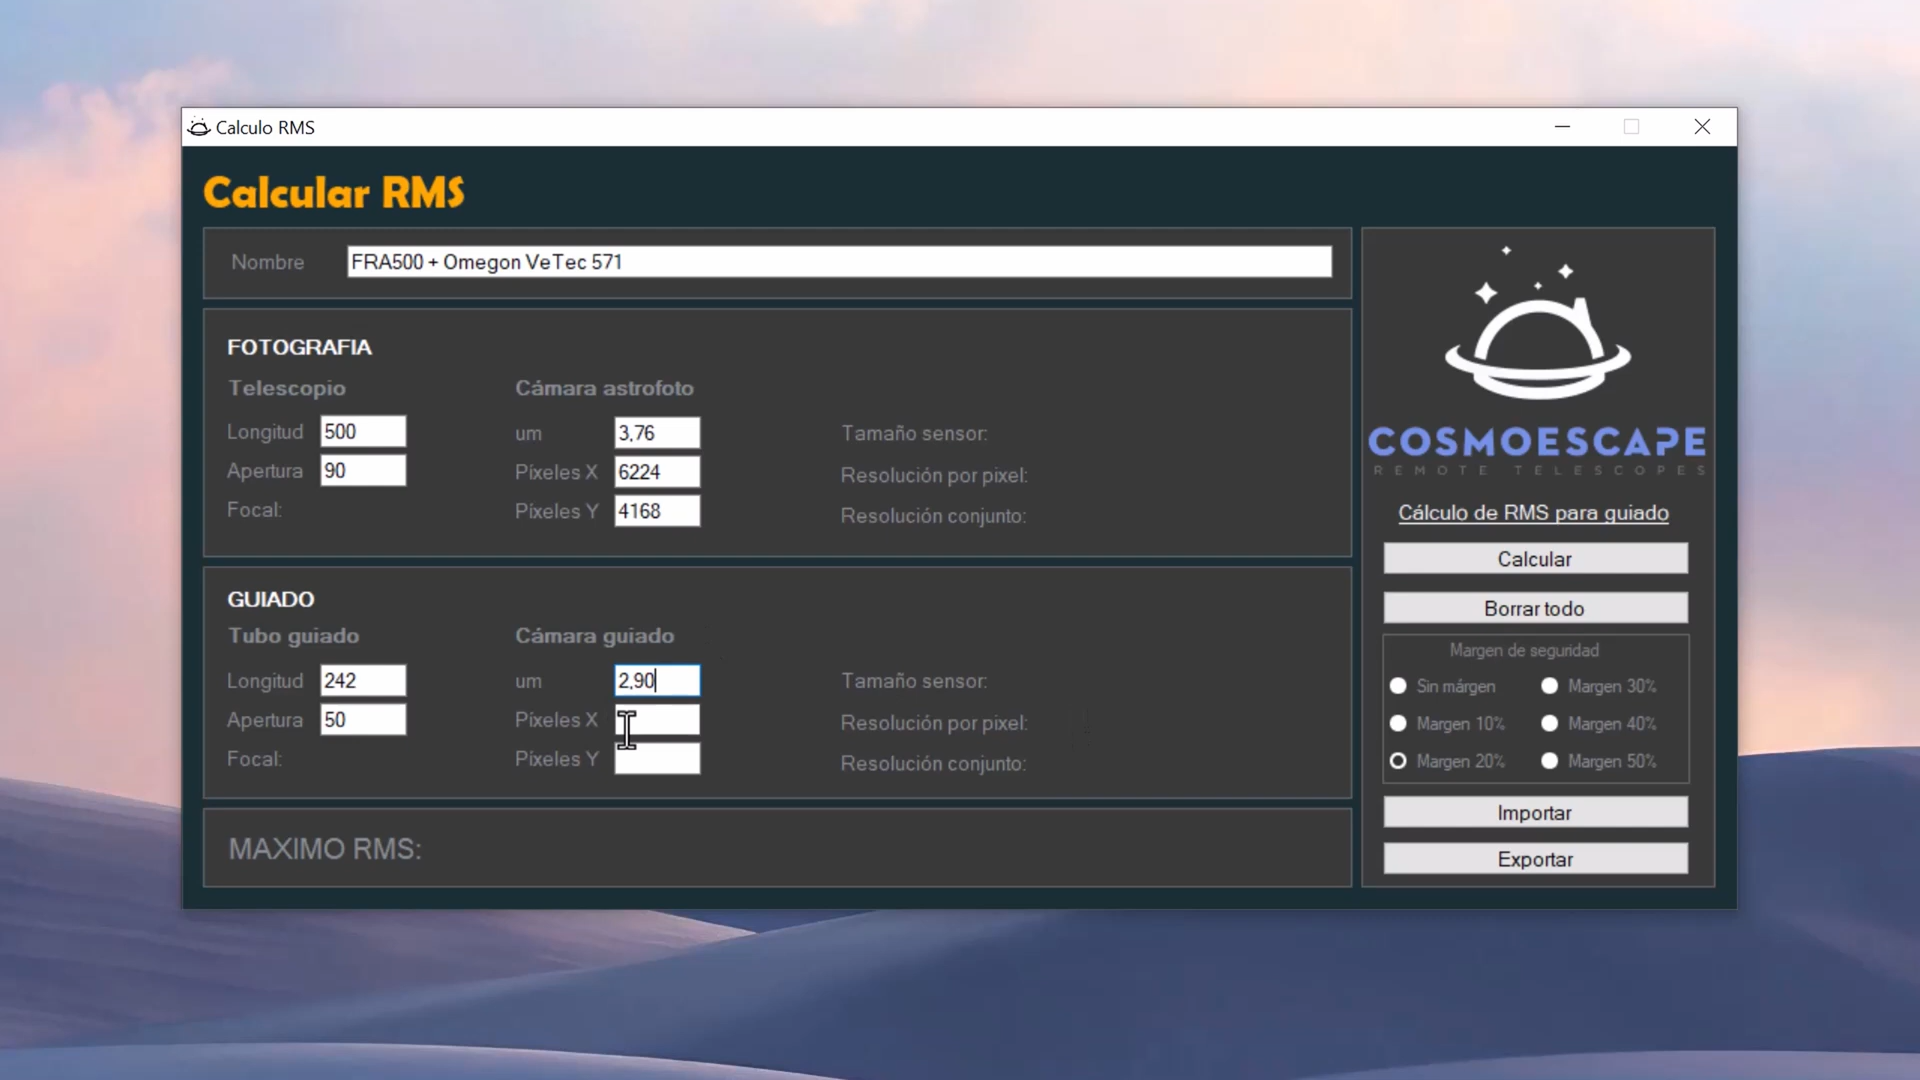 Calculo RMS
Calcular RMS
Nombre FRA500 + Omegon VeTec 571
FOTOGRAFIA
Telescopio
Longitud 500
Apertura 90
Focal:
Cámara astrofoto
um 3,76
Píxeles X 6224
Píxeles Y 4168
Tamaño sensor:
Resolución por pixel:
Resolución conjunto:
GUIADO
Tubo guiado
Longitud 242
Apertura 50
Focal:
Cámara guiado
um 2,90
Píxeles X
Píxeles Y
Tamaño sensor:
Resolución por pixel:
Resolución conjunto:
MAXIMO RMS:
COSMOESCAPE
REMOTE TELESCOPES
Cálculo de RMS para guiado
Calcular
Borrar todo
Margen de seguridad
Sin márgen Margen 30%
Margen 10% Margen 40%
Margen 20% Margen 50%
Importar
Exportar